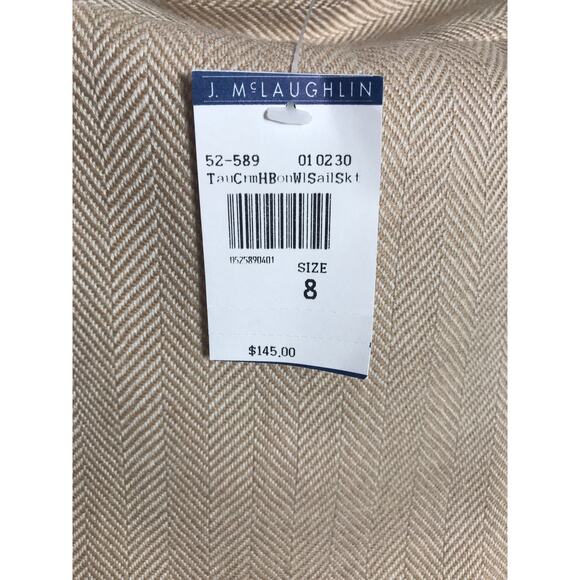 J. McLAUGHLIN
52-589 010230
TauCrmHBonWlSailSkt
0525890401
SIZE
8
$145.00